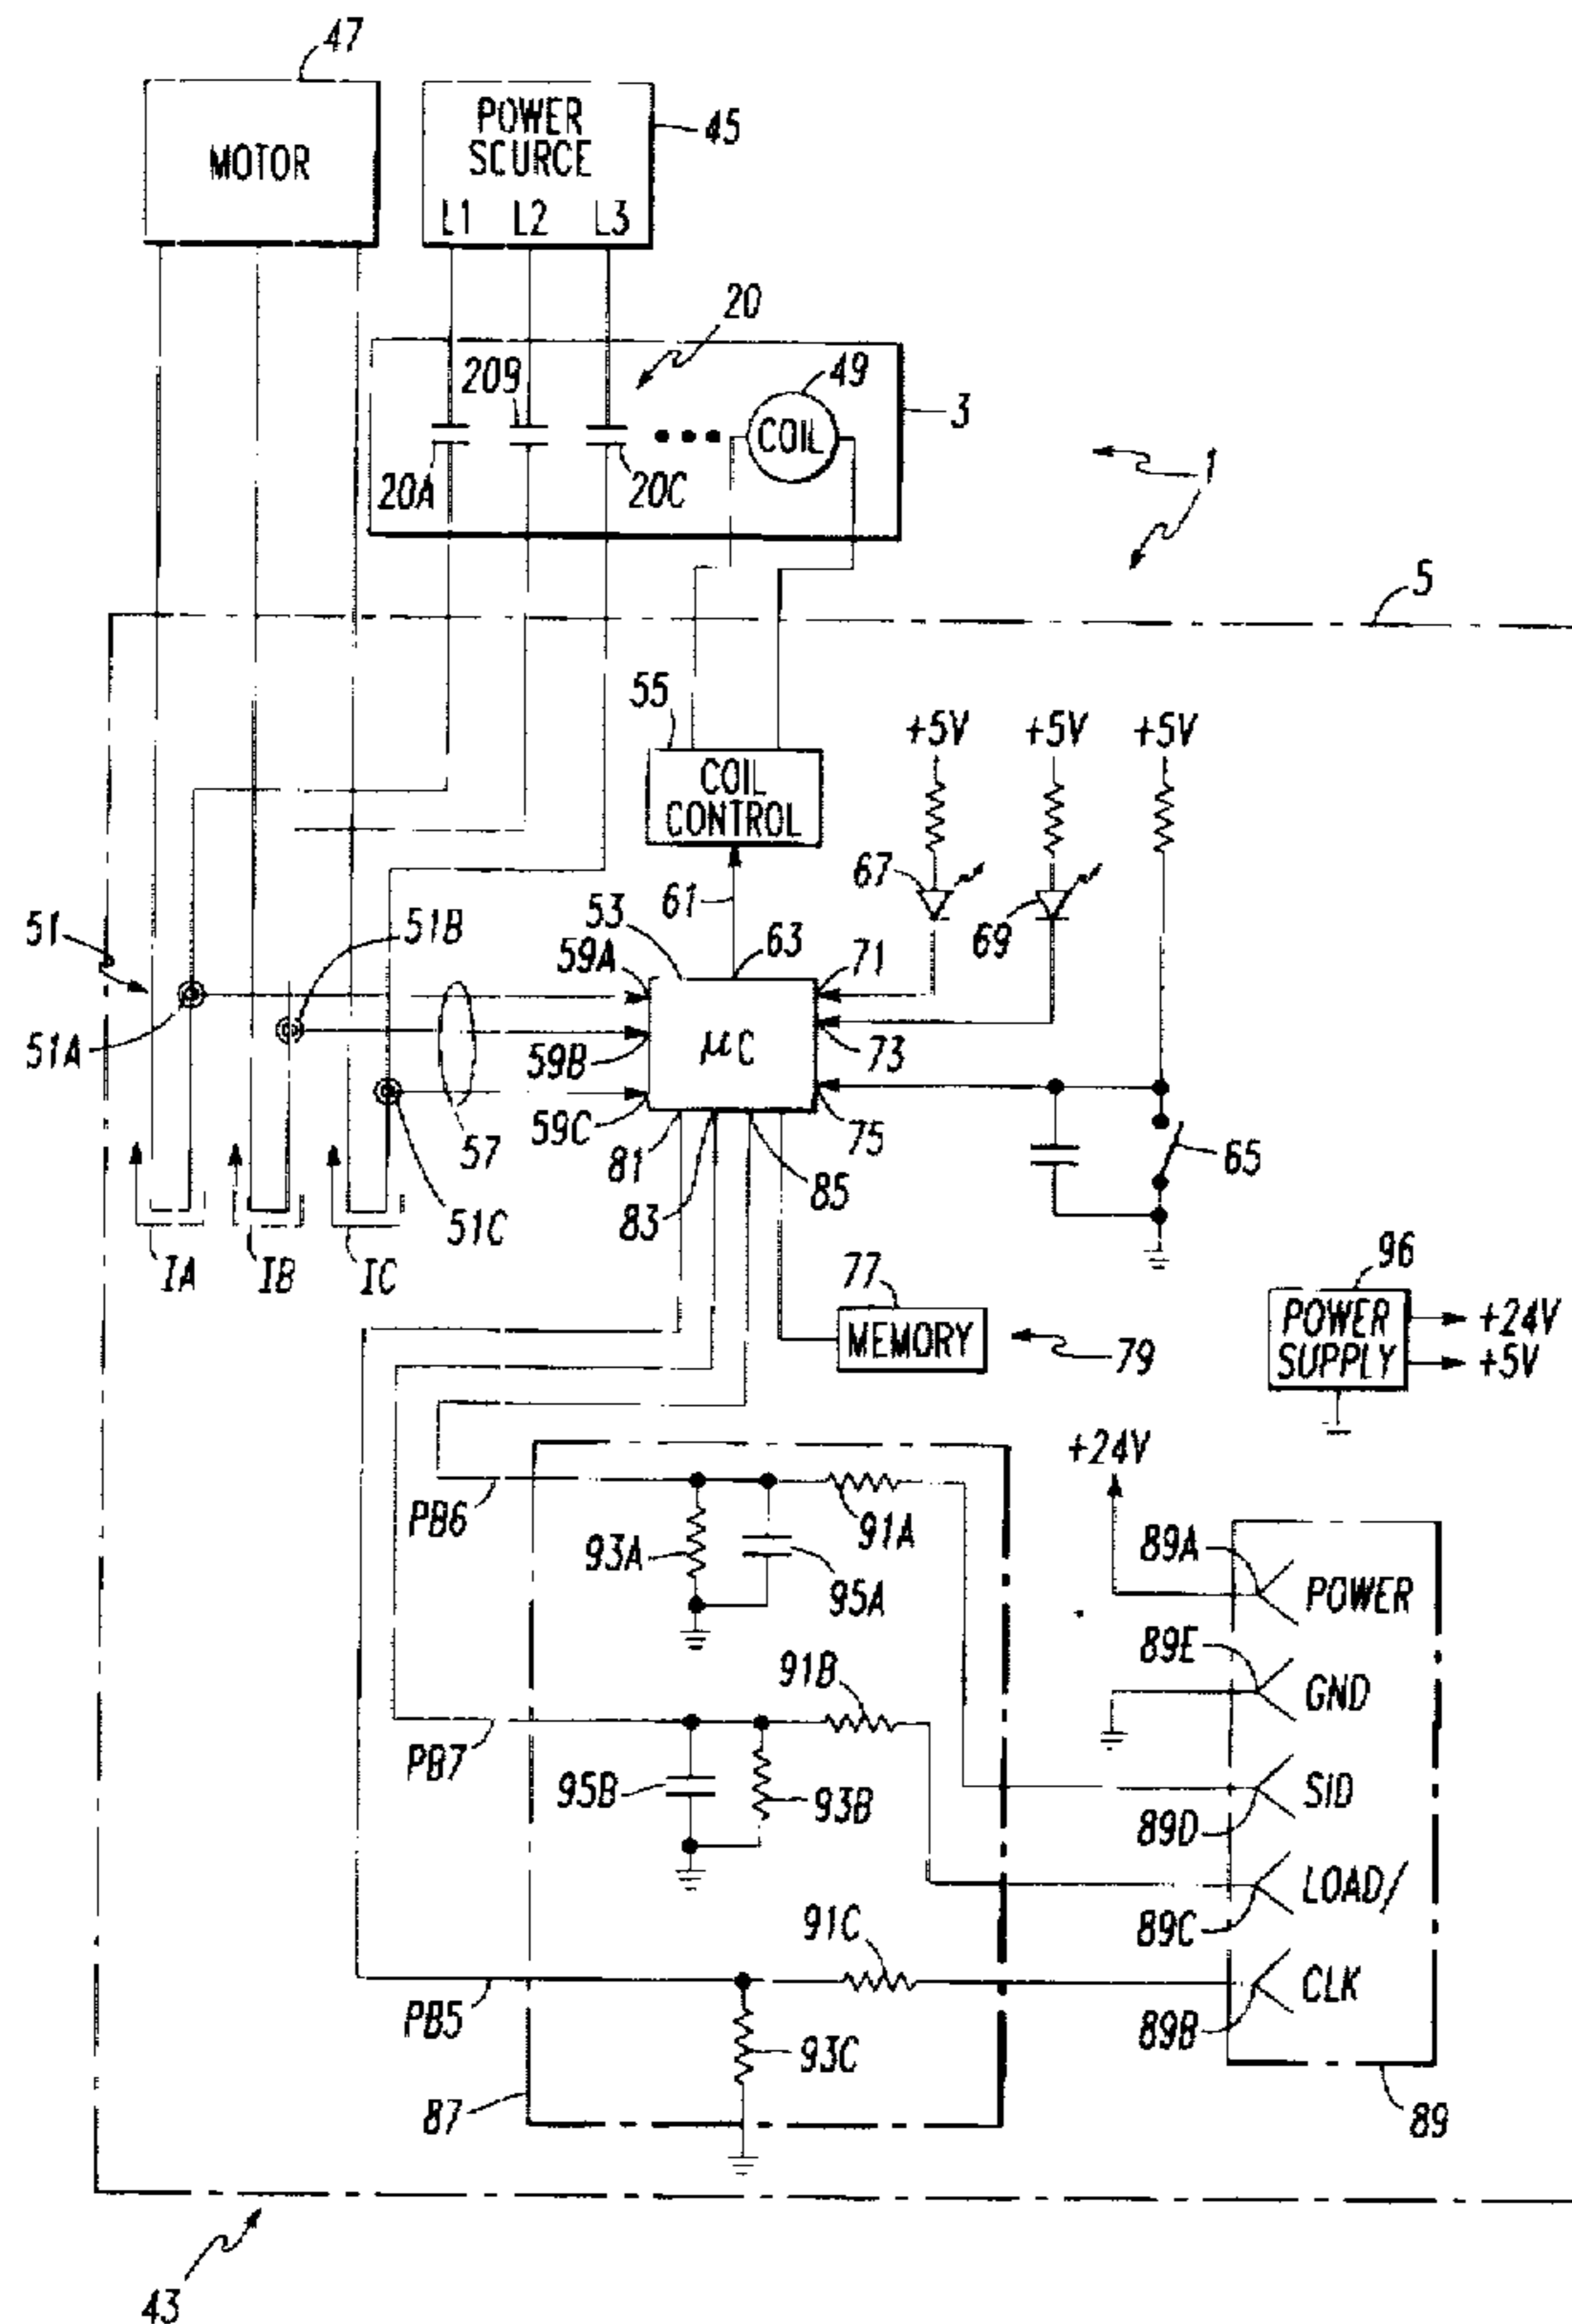 47
MOTOR
POWER
SCURCE
45
L1 L2 L3
20
209
49
COIL
3
20A
20C
1
5
55
COIL
CONTROL
+5V +5V +5V
67
61
69
51
51B
53
63
59A
71
51A
59B
μC
73
59C
57
81
83
85
75
65
51C
IA IB IC
77
MEMORY
79
96
POWER
SUPPLY
+24V
+5V
+24V
PB6
93A
91A
95A
89A
POWER
89E
GND
91B
PB7
95B
93B
89D
SID
89C
LOAD/
91C
PB5
93C
89B
CLK
87
89
43